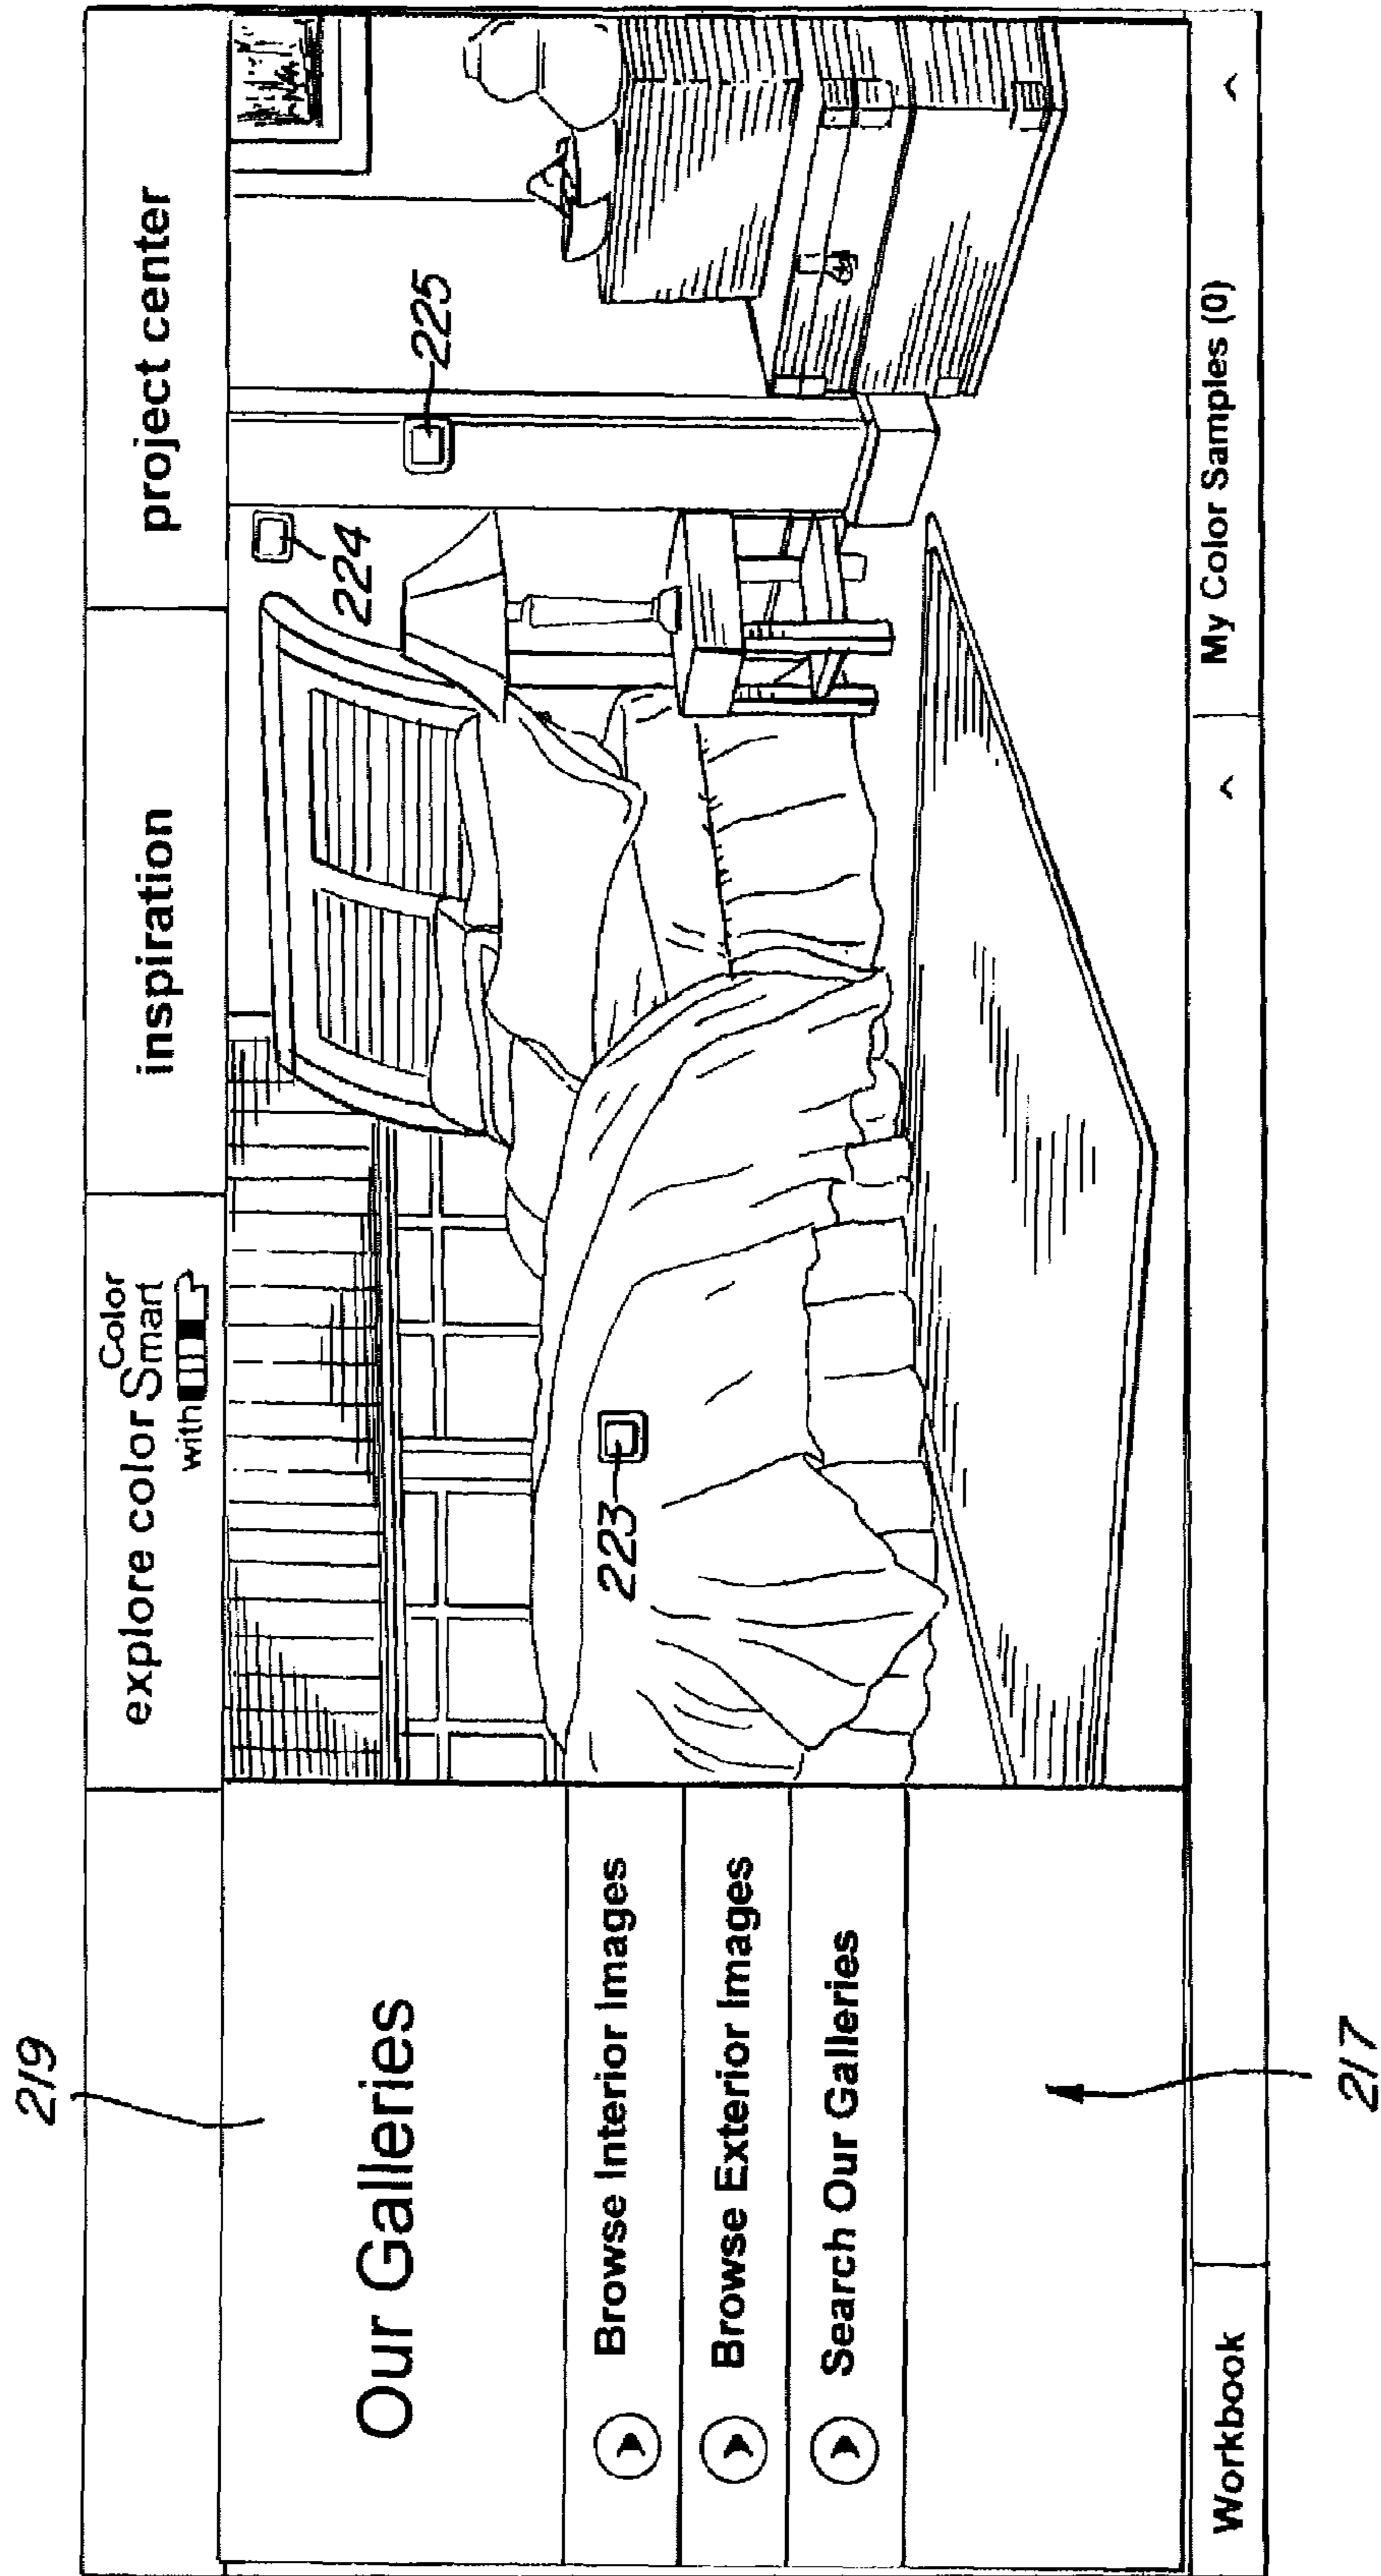 219
explore color
with
Color
Smart
inspiration
project center
Our Galleries
Browse Interior Images
Browse Exterior Images
Search Our Galleries
223
224
225
Workbook
My Color Samples (0)
217